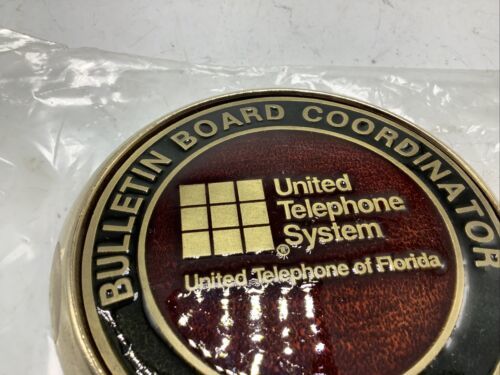 BULLETIN BOARD COORDINATOR
United
Telephone
System
®
United Telephone of Florida